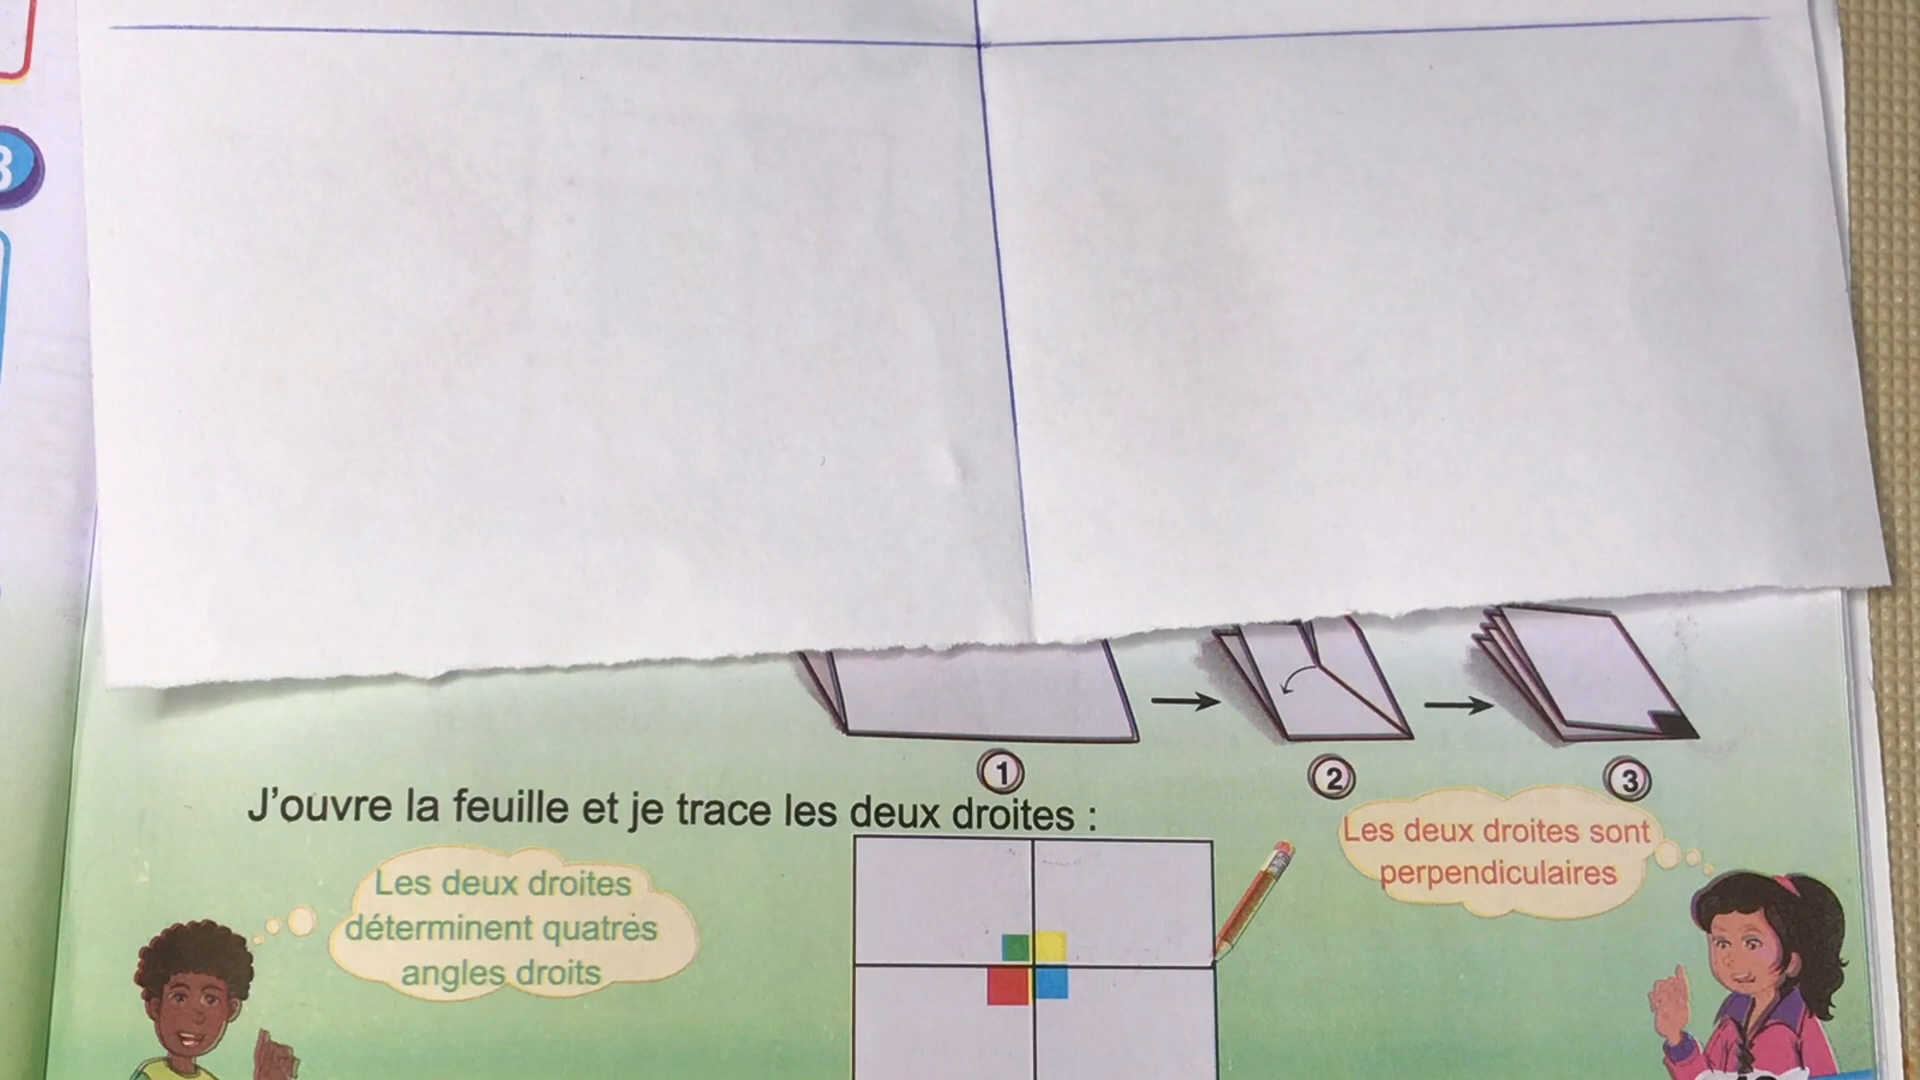 3
1
2
3
J'ouvre la feuille et je trace les deux droites :
Les deux droites
déterminent quatres
angles droits
Les deux droites sont
perpendiculaires